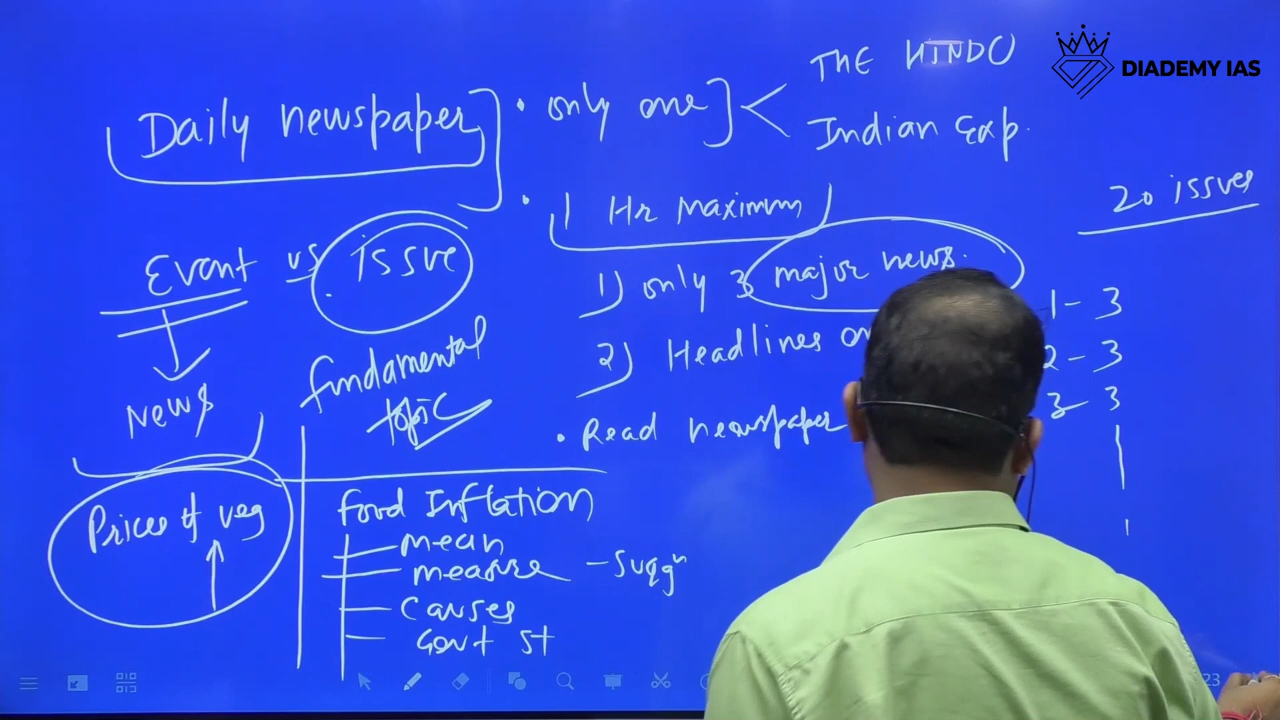 DIADEMY IAS
Daily newspaper
• only one
THE HINDU
Indian Exp.
• 1 Hr Maximum
1) only 3 major news.
2) Headlines
• Read newspaper
Event vs issue
News
fundamental
topic
Prices of veg
Food Inflation
mean
measure - suggn
causes
Govt st
20 issues
1 - 3
2 - 3
3 - 3
23